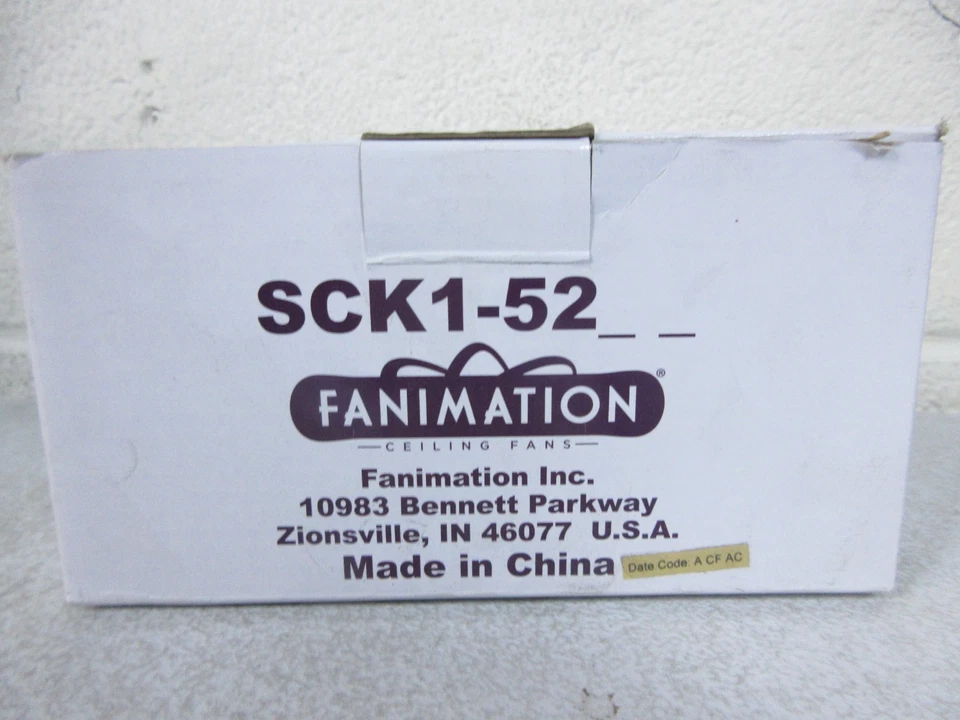 SCK1-52_ _
FANIMATION®
CEILING FANS
Fanimation Inc.
10983 Bennett Parkway
Zionsville, IN 46077 U.S.A.
Made in China
Date Code: A CF AC